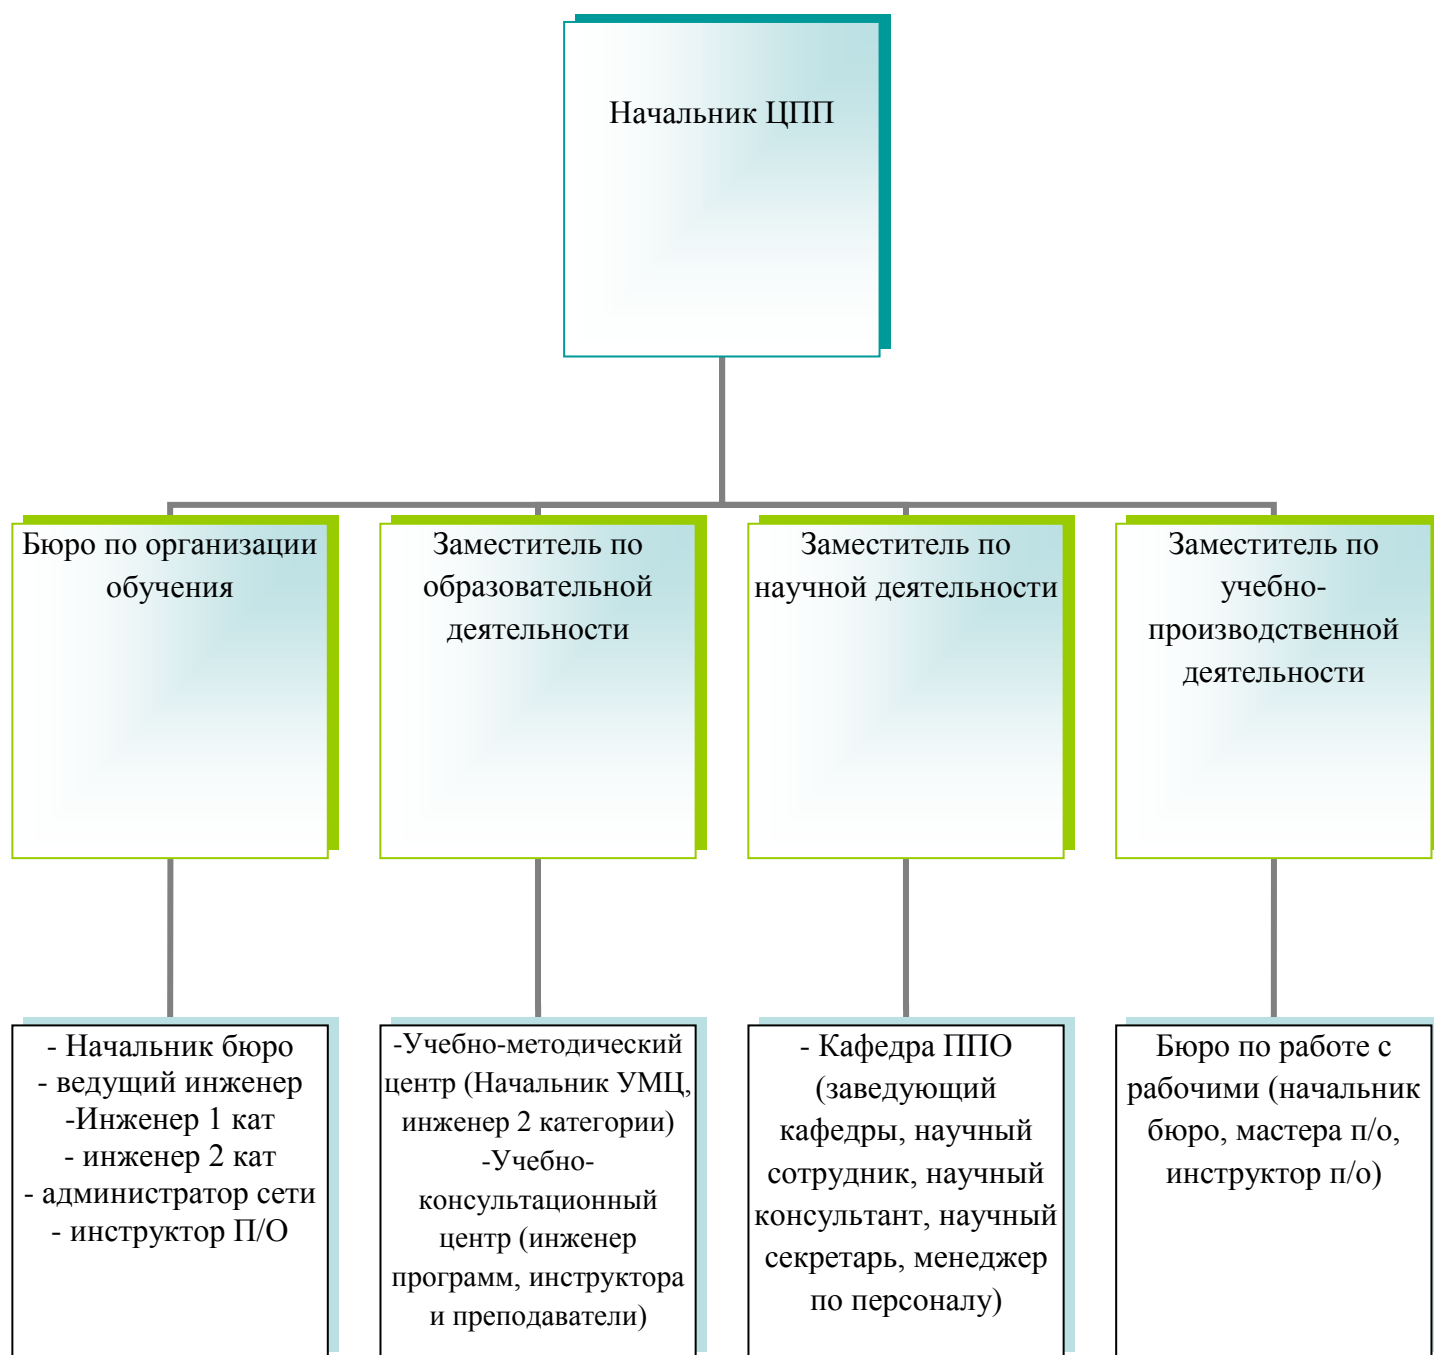 Начальник ЦПП
Бюро по организации
обучения
Заместитель по
образовательной
деятельности
Заместитель по
научной деятельности
Заместитель по
учебно-
производственной
деятельности
- Начальник бюро
- ведущий инженер
-Инженер 1 кат
- инженер 2 кат
- администратор сети
- инструктор П/О
-Учебно-методический
центр (Начальник УМЦ,
инженер 2 категории)
-Учебно-
консультационный
центр (инженер
программ, инструктора
и преподаватели)
- Кафедра ППО
(заведующий
кафедры, научный
сотрудник, научный
консультант, научный
секретарь, менеджер
по персоналу)
Бюро по работе с
рабочими (начальник
бюро, мастера п/о,
инструктор п/о)